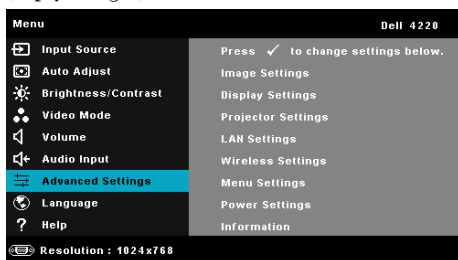 Menu Dell 4220
Input Source
Auto Adjust
Brightness/Contrast
Video Mode
Volume
Audio Input
Advanced Settings
Language
Help
Press ✓ to change settings below.
Image Settings
Display Settings
Projector Settings
LAN Settings
Wireless Settings
Menu Settings
Power Settings
Information
Resolution : 1024x768